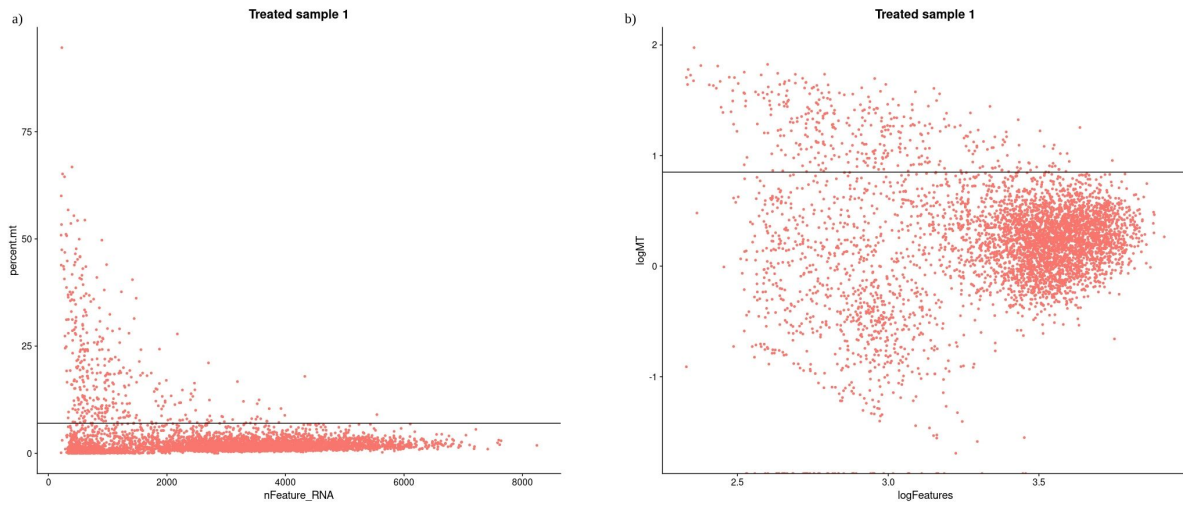 a)
Treated sample 1
percent.mt
75
50
25
0
0 2000 4000 6000 8000
nFeature_RNA
b)
Treated sample 1
logMT
2
1
0
-1
2.5 3.0 3.5
logFeatures